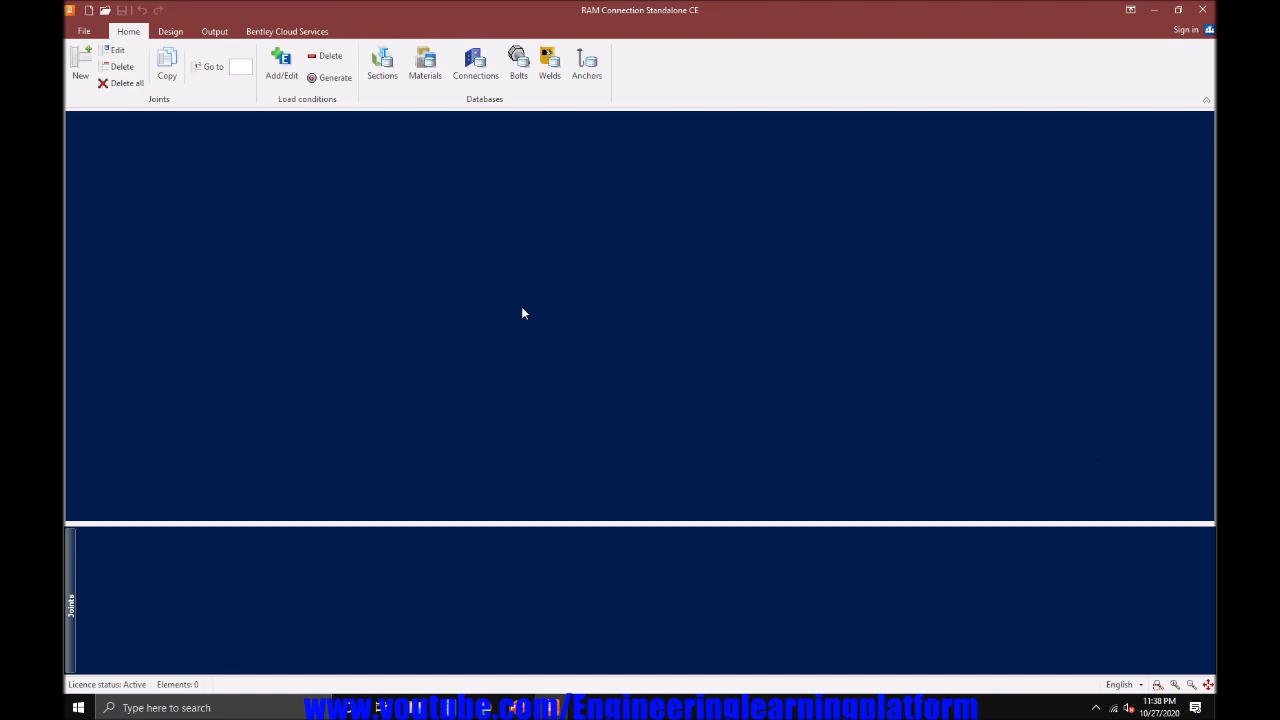 RAM Connection Standalone CE
File Home Design Output Bentley Cloud Services Sign in
New
Edit
Delete
Delete all
Copy
Go to
Joints
Add/Edit
Delete
Generate
Load conditions
Sections Materials Connections Bolts Welds Anchors
Databases
Joints
Licence status: Active Elements: 0 English
Type here to search
www.youtube.com/Engineeringlearningplatform
11:38 PM
10/27/2020